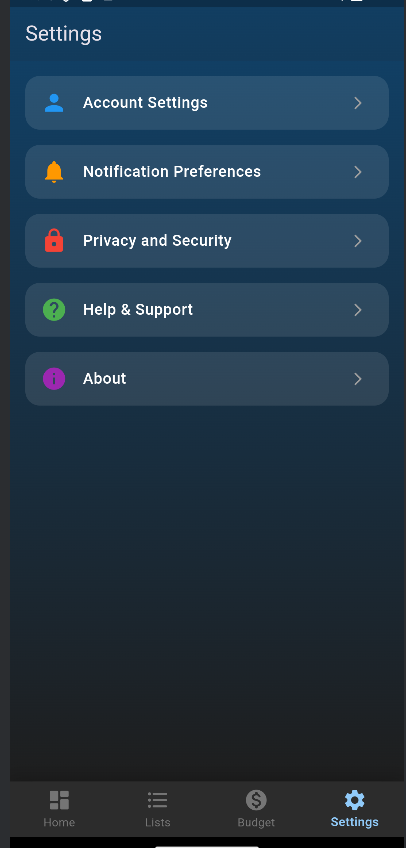 Settings
Account Settings
Notification Preferences
Privacy and Security
Help & Support
About
Home
Lists
Budget
Settings